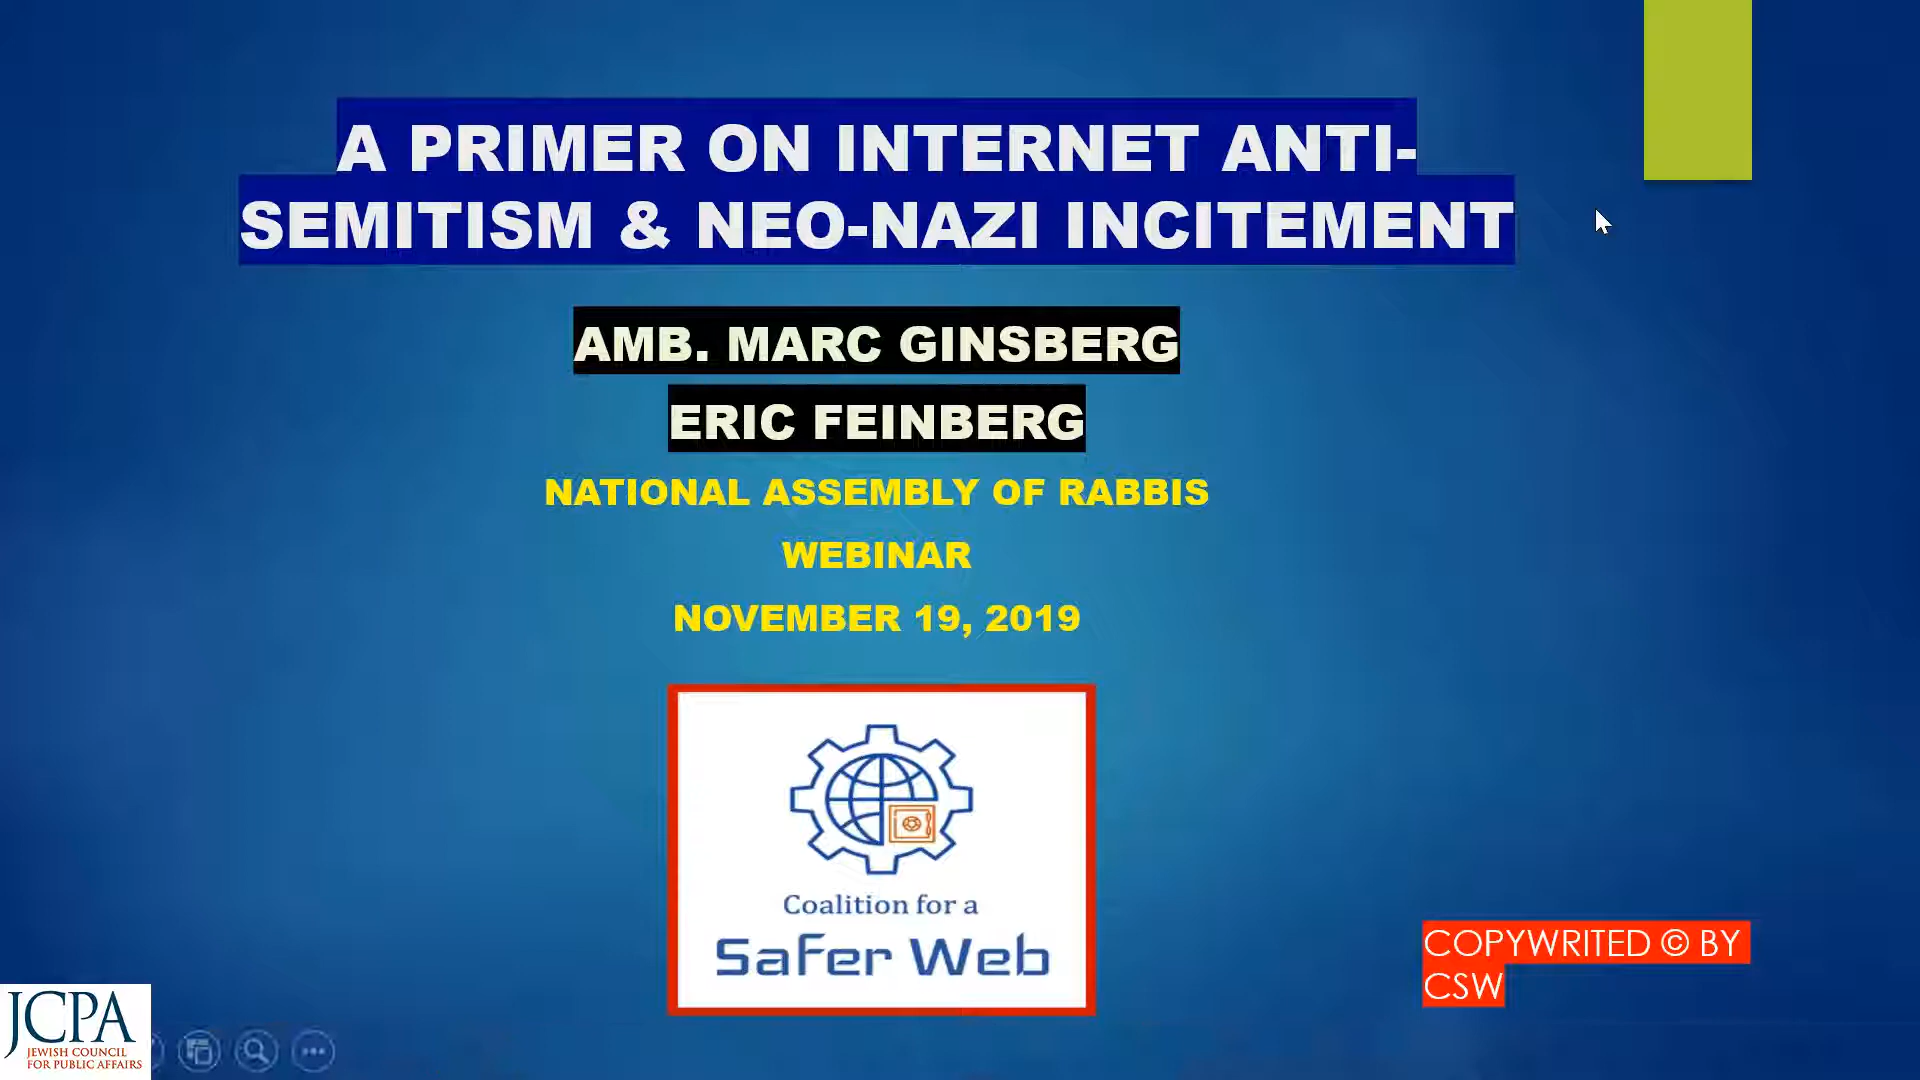 A PRIMER ON INTERNET ANTI-
SEMITISM & NEO-NAZI INCITEMENT
AMB. MARC GINSBERG
ERIC FEINBERG
NATIONAL ASSEMBLY OF RABBIS
WEBINAR
NOVEMBER 19, 2019
Coalition for a
Safer Web
COPYWRITED © BY
CSW
JCPA
JEWISH COUNCIL
FOR PUBLIC AFFAIRS